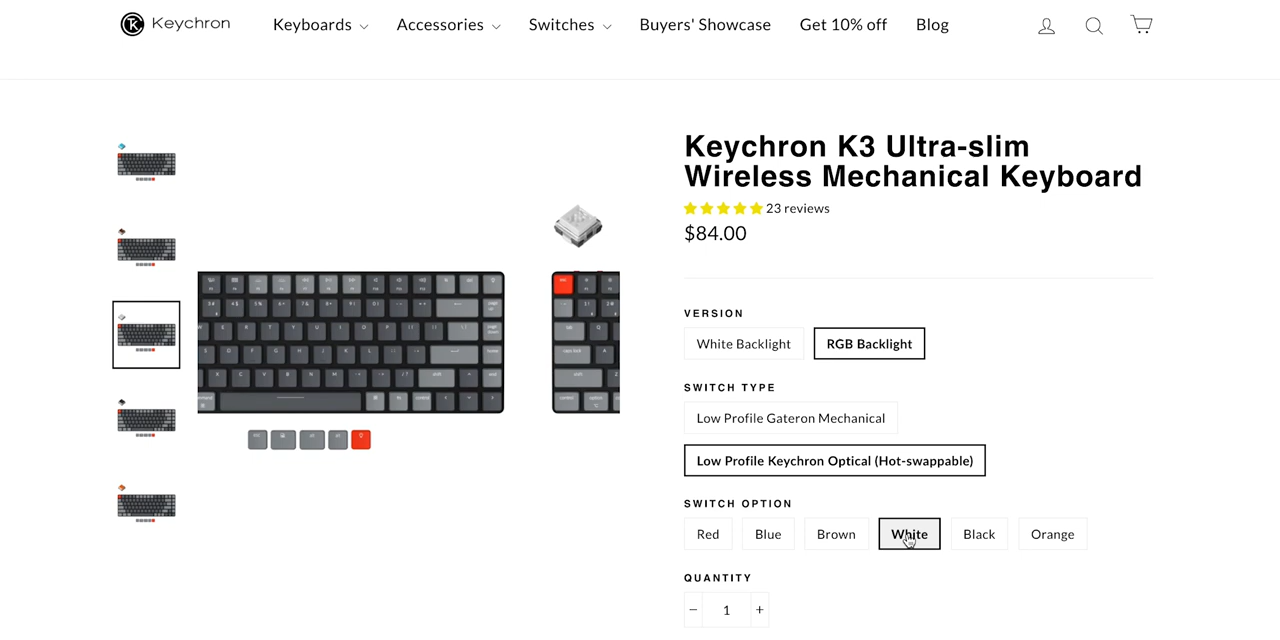 Keychron
Keyboards
Accessories
Switches
Buyers' Showcase
Get 10% off
Blog
Keychron K3 Ultra-slim
Wireless Mechanical Keyboard
23 reviews
$84.00
VERSION
White Backlight
RGB Backlight
SWITCH TYPE
Low Profile Gateron Mechanical
Low Profile Keychron Optical (Hot-swappable)
SWITCH OPTION
Red
Blue
Brown
White
Black
Orange
QUANTITY
− 1 +